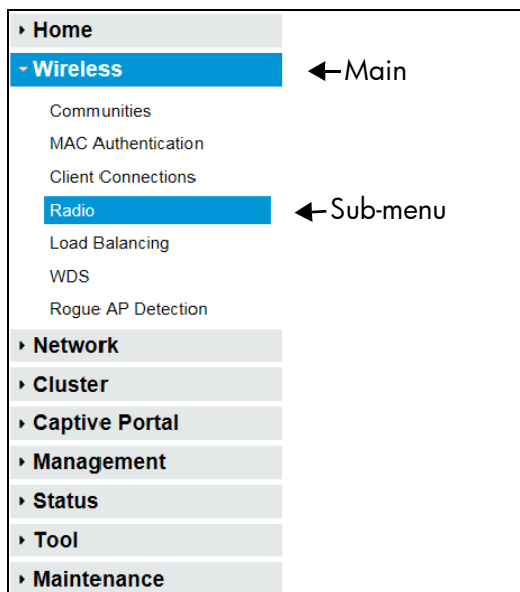 Home
Wireless
Main
Communities
MAC Authentication
Client Connections
Radio
Sub-menu
Load Balancing
WDS
Rogue AP Detection
Network
Cluster
Captive Portal
Management
Status
Tool
Maintenance